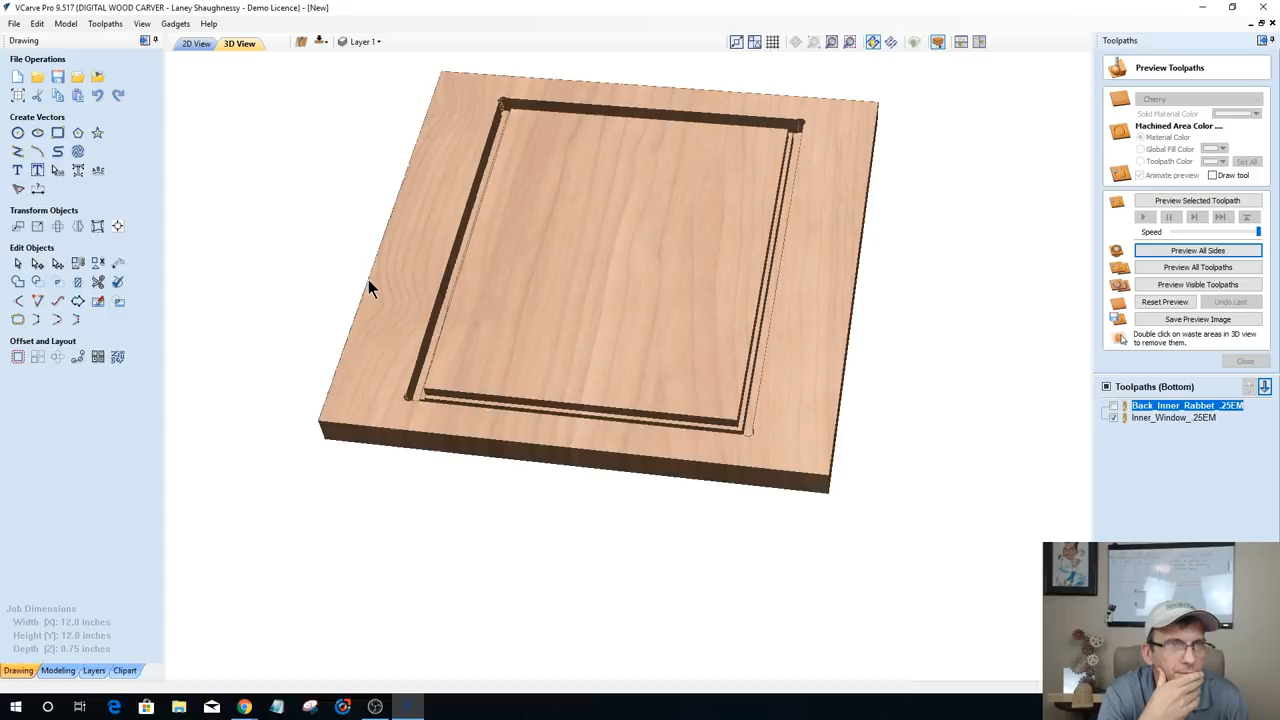 VCarve Pro 9.517 {DIGITAL WOOD CARVER - Laney Shaughnessy - Demo Licence} - [New]
File Edit Model Toolpaths View Gadgets Help
Drawing
2D View 3D View Layer 1
Toolpaths
File Operations
Create Vectors
Transform Objects
Edit Objects
Offset and Layout
Job Dimensions
Width (X): 12.0 inches
Height (Y): 12.0 inches
Depth (Z): 0.75 inches
Drawing Modeling Layers Clipart
Preview Toolpaths
Cherry
Solid Material Color
Machined Area Color ....
Material Color
Global Fill Color
Toolpath Color Set All
Animate preview Draw tool
Preview Selected Toolpath
Speed
Preview All Sides
Preview All Toolpaths
Preview Visible Toolpaths
Reset Preview Undo Last
Save Preview Image
Double click on waste areas in 3D view
to remove them.
Close
Toolpaths (Bottom)
Back_Inner_Rabbet_.25EM
Inner_Window_.25EM